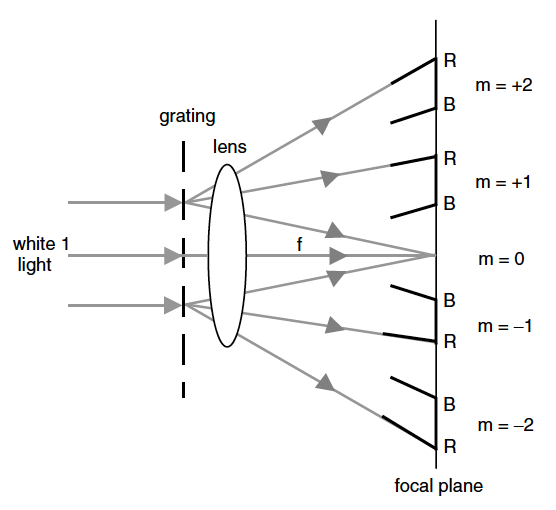 R
m = +2
B
grating
lens
R
m = +1
B
white 1
light
f
m = 0
B
m = −1
R
B
m = −2
R
focal plane